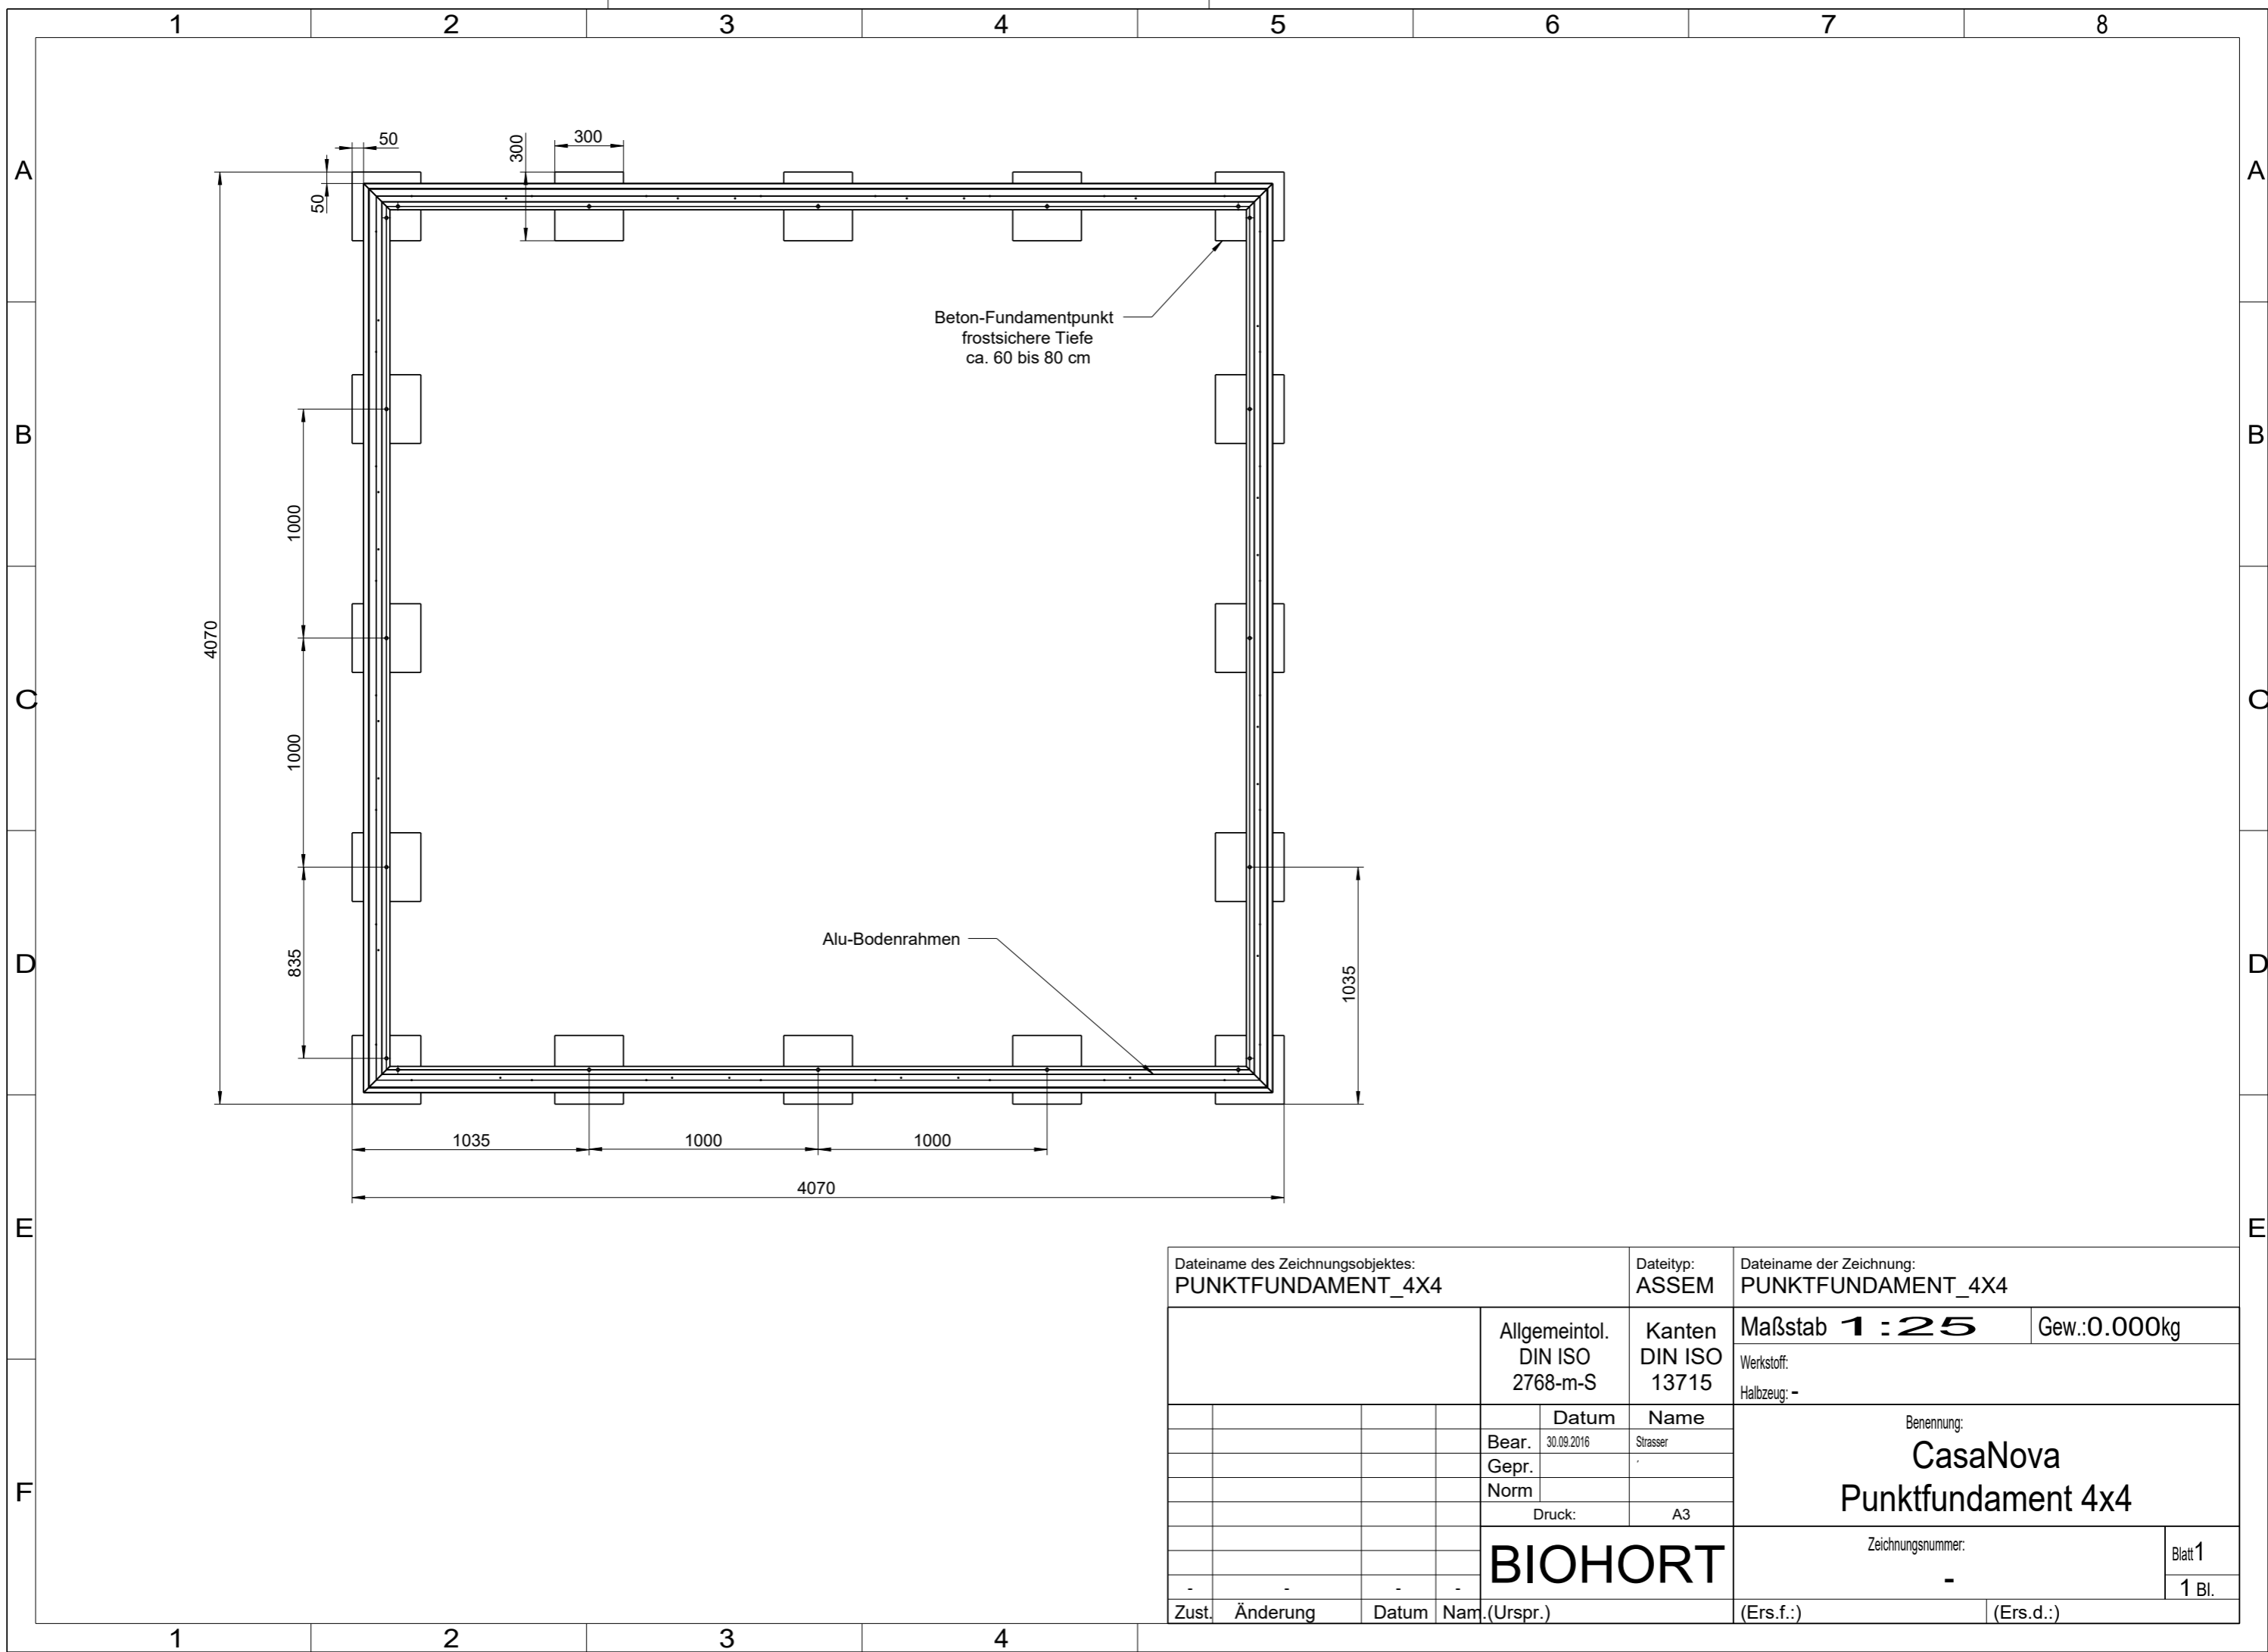 1 2 3 4 5 6 7 8
A A
50 300 300
50
Beton-Fundamentpunkt
frostsichere Tiefe
ca. 60 bis 80 cm
B B
1000
4070
C C
1000
Alu-Bodenrahmen
835
D D
1035
1035 1000 1000
4070
E E
Dateiname des Zeichnungsobjektes: Dateityp: Dateiname der Zeichnung:
PUNKTFUNDAMENT_4X4 ASSEM PUNKTFUNDAMENT_4X4
Allgemeintol. Kanten Maßstab 1:25 Gew.:0.000kg
DIN ISO DIN ISO Werkstoff:
2768-m-S 13715 Halbzeug: -
Datum Name Benennung:
Bear. 30.09.2016 Strasser CasaNova
Gepr.
F Norm Punktfundament 4x4
Druck: A3
BIOHORT Zeichnungsnummer: Blatt 1
- - - - - 1 Bl.
Zust. Änderung Datum Nam. (Urspr.) (Ers.f.:) (Ers.d.:)
1 2 3 4